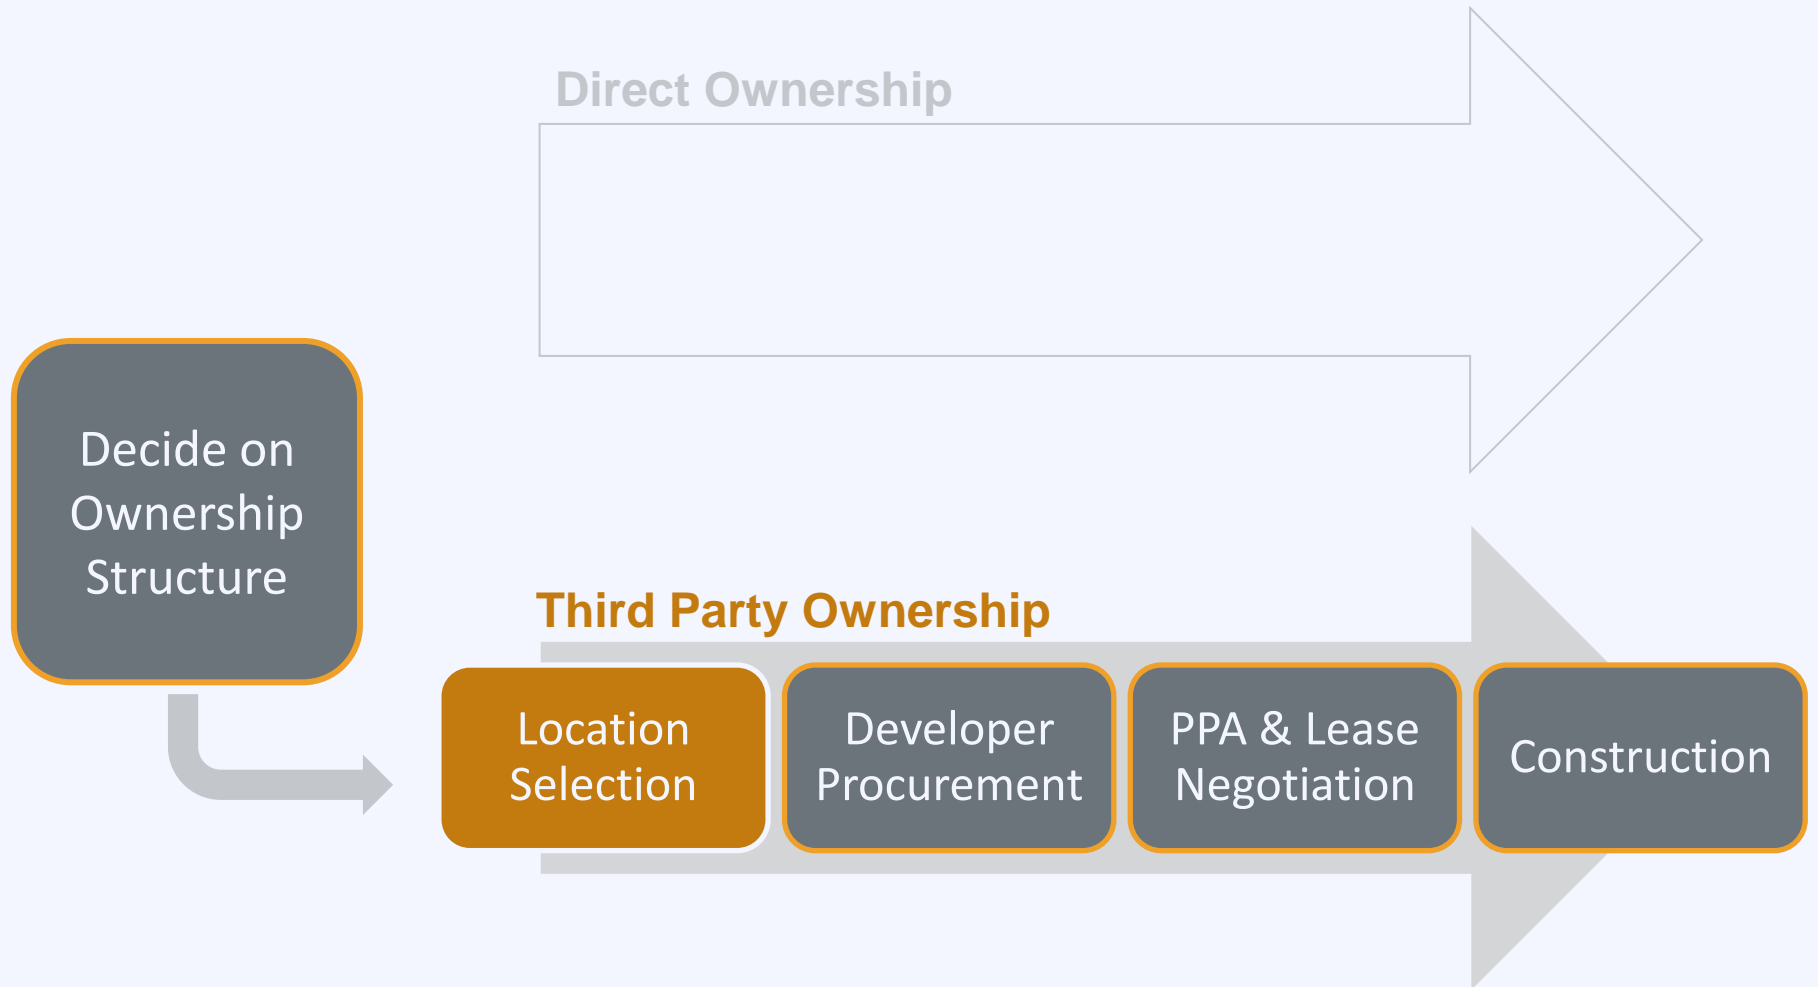 Direct Ownership
Decide on
Ownership
Structure
Third Party Ownership
Location
Selection
Developer
Procurement
PPA & Lease
Negotiation
Construction